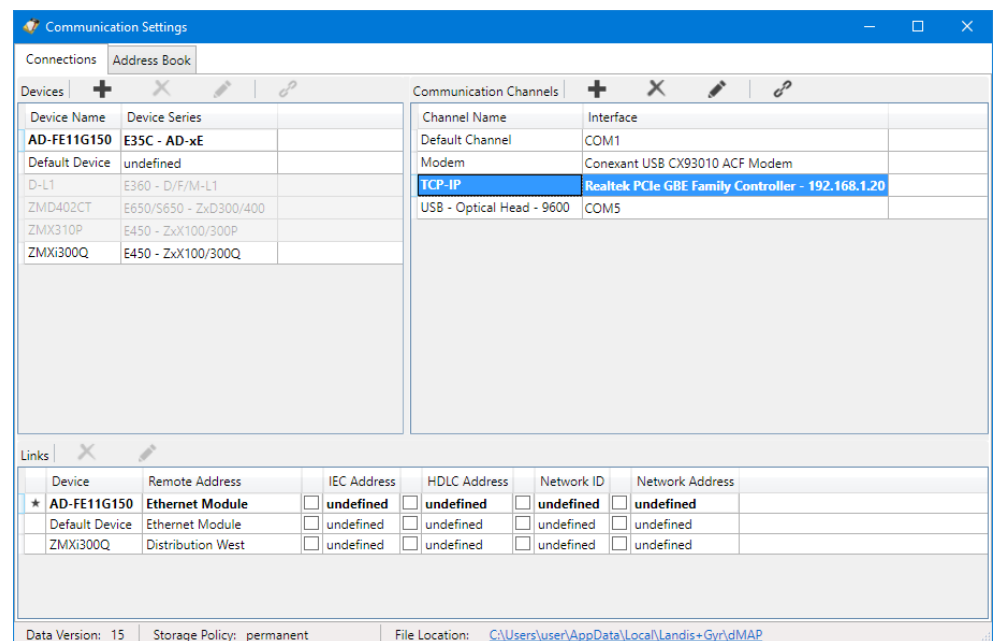 Communication Settings
Connections Address Book
Devices Communication Channels
Device Name Device Series Channel Name Interface
AD-FE11G150 E35C - AD-xE Default Channel COM1
Default Device undefined Modem Conexant USB CX93010 ACF Modem
D-L1 E360 - D/F/M-L1 TCP-IP Realtek PCIe GBE Family Controller - 192.168.1.20
ZMD402CT E650/S650 - ZxD300/400 USB - Optical Head - 9600 COM5
ZMX310P E450 - ZxX100/300P
ZMXi300Q E450 - ZxX100/300Q
Links
Device Remote Address IEC Address HDLC Address Network ID Network Address
★ AD-FE11G150 Ethernet Module undefined undefined undefined undefined
Default Device Ethernet Module undefined undefined undefined undefined
ZMXi300Q Distribution West undefined undefined undefined undefined
Data Version: 15 Storage Policy: permanent File Location: C:\Users\user\AppData\Local\Landis+Gyr\dMAP